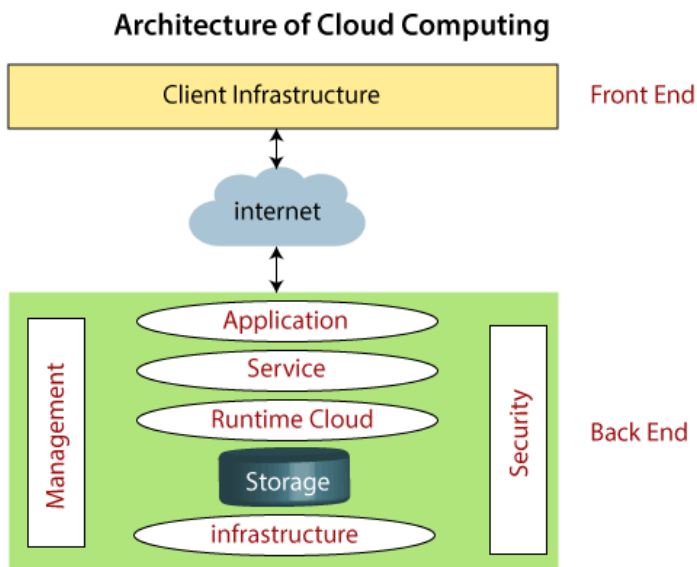 Architecture of Cloud Computing
Client Infrastructure
Front End
internet
Application
Service
Runtime Cloud
Storage
infrastructure
Management
Security
Back End